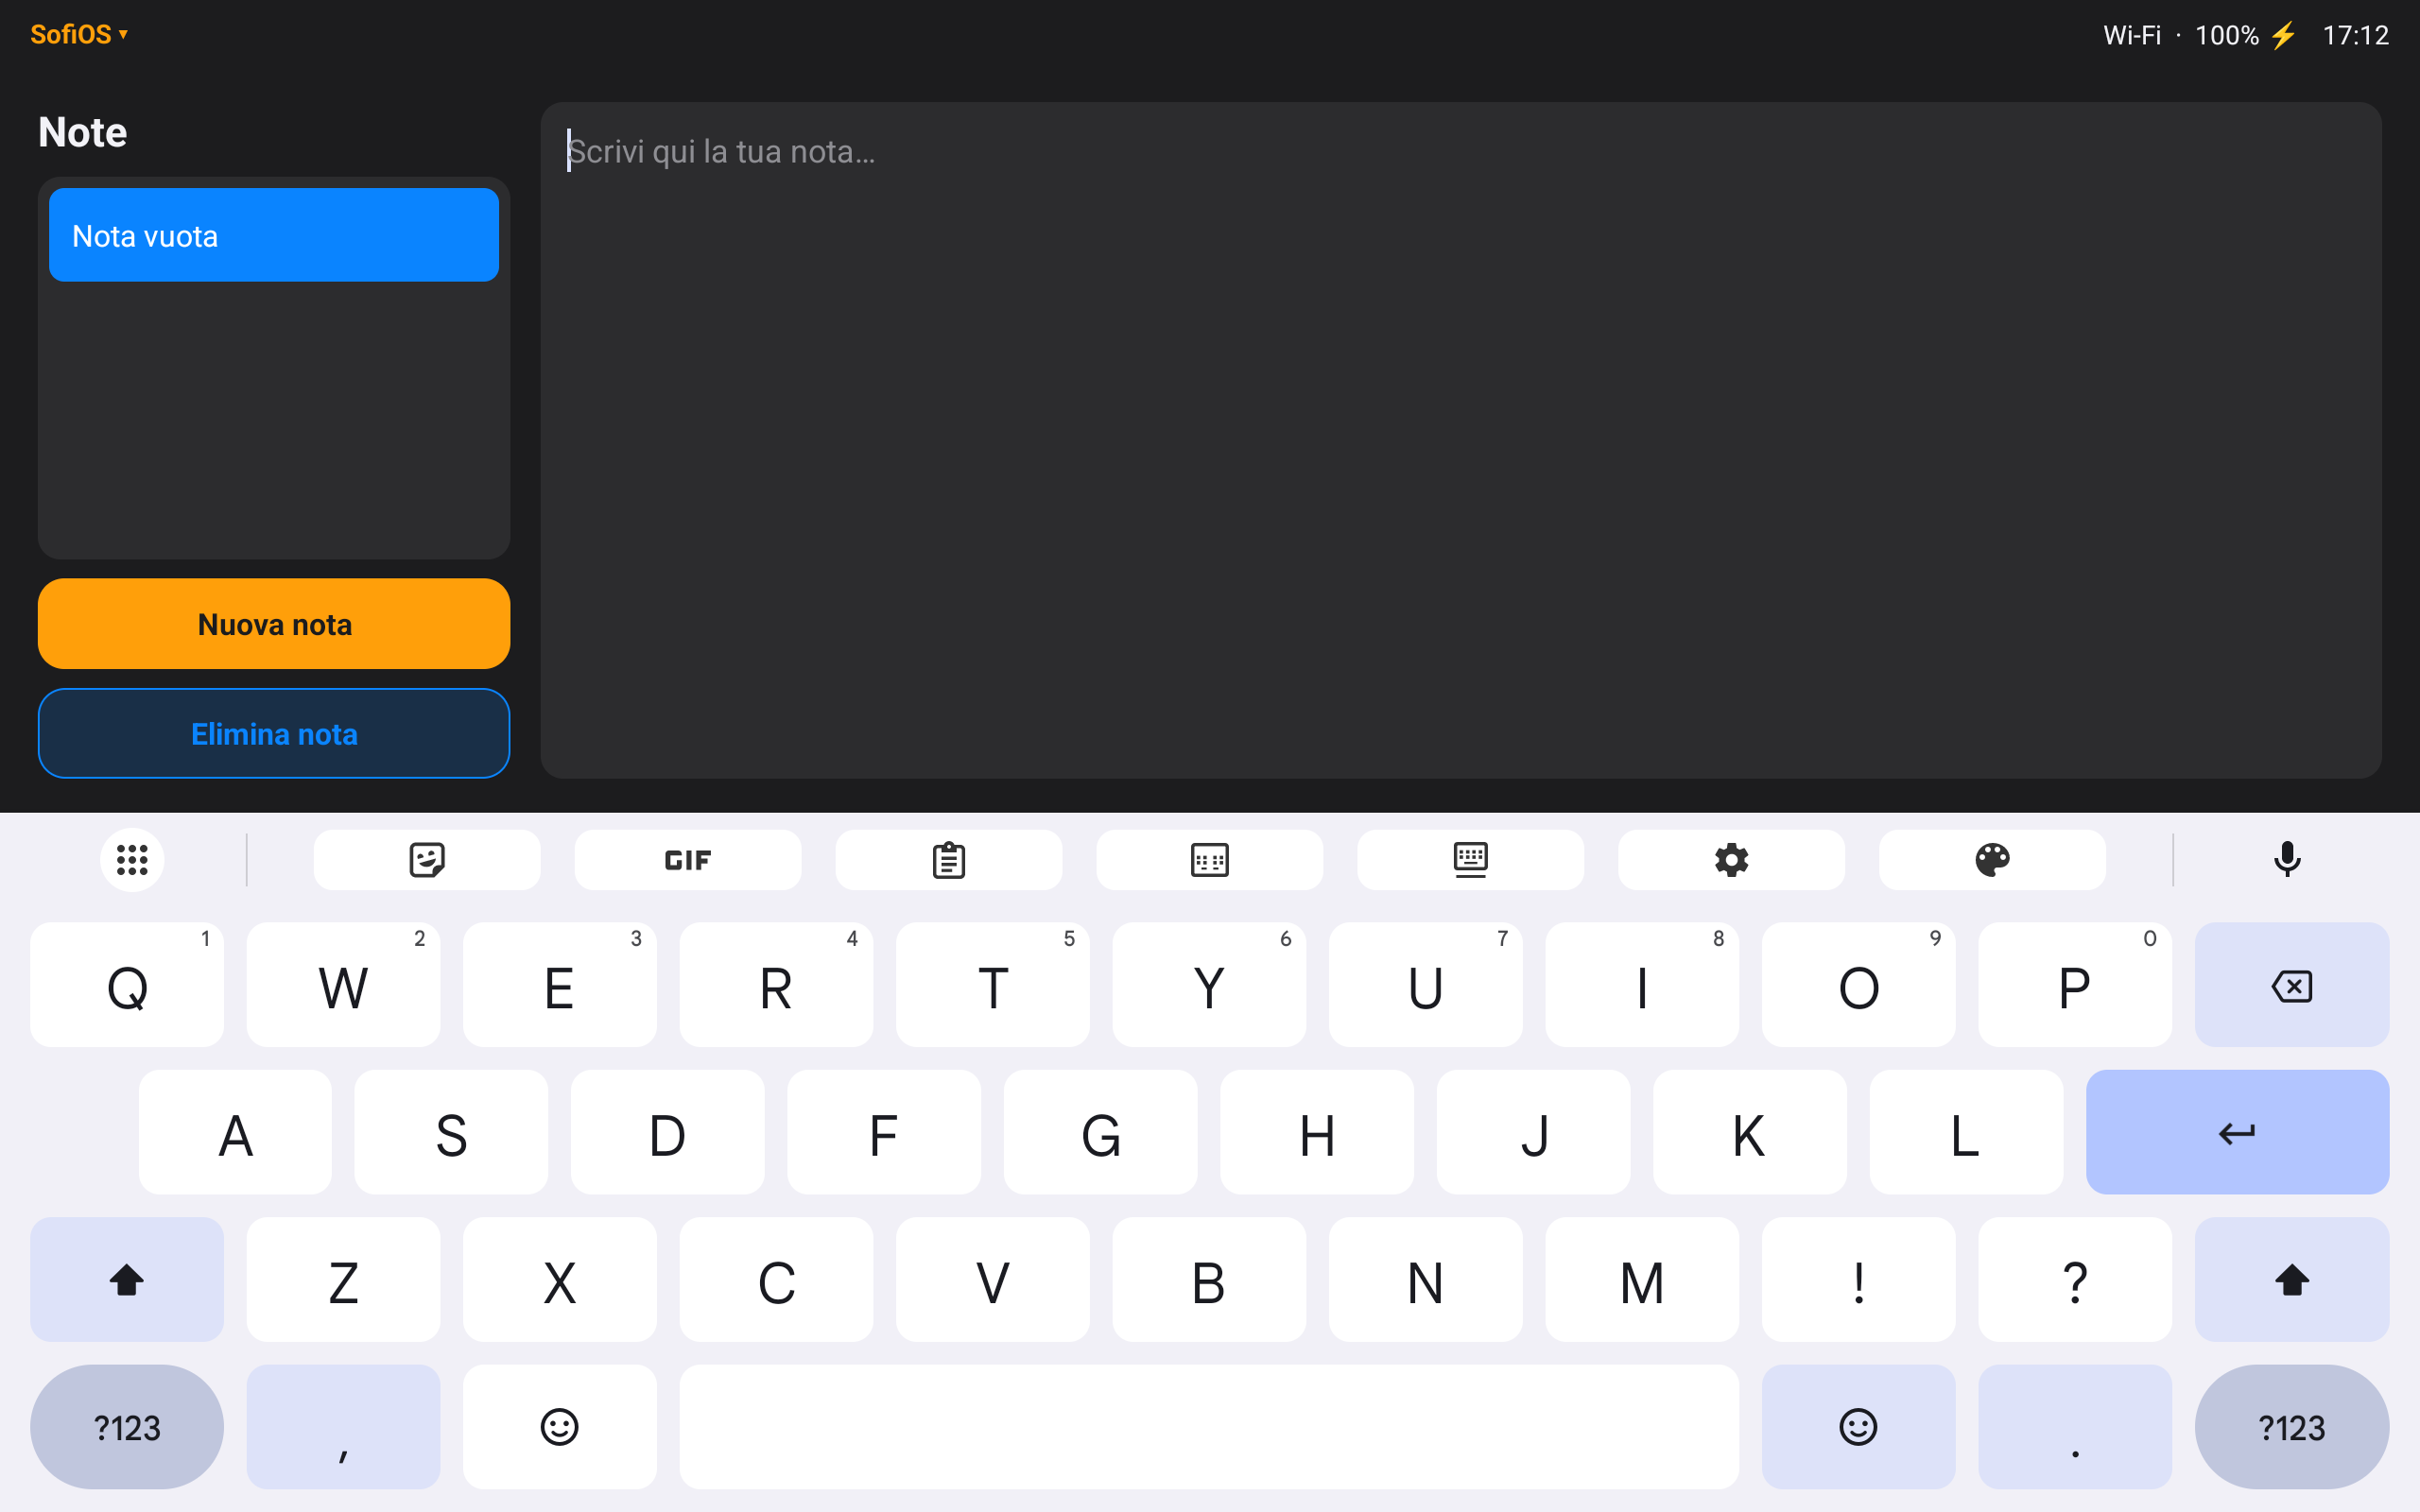 SofiOS ▾
Wi-Fi · 100% ⚡ 17:12
Note
Nota vuota
Nuova nota
Elimina nota
Scrivi qui la tua nota...
GIF
Q 1 W 2 E 3 R 4 T 5 Y 6 U 7 I 8 O 9 P 0
A S D F G H J K L
Z X C V B N M ! ?
?123 , . ?123